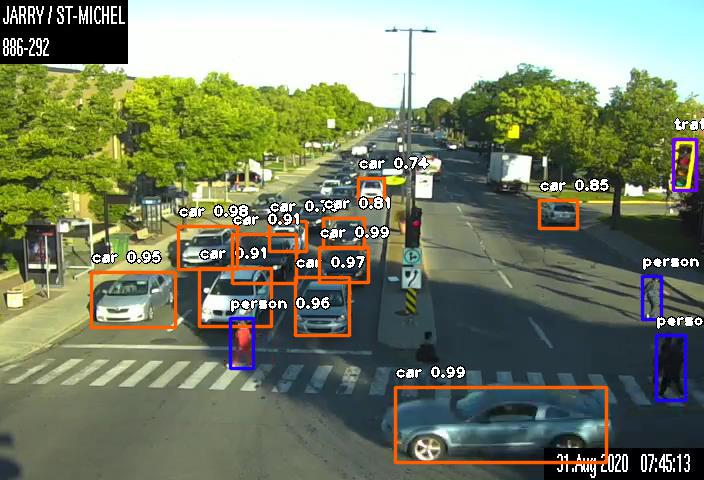 JARRY / ST-MICHEL
886-292
traf
car 0.74
car 0.85
car 0.81
car 0.98
car 0.91
car 0.99
car 0.91
car 0.97
car 0.95
person 0.96
person
perso
car 0.99
31.Aug 2020 07:45:13